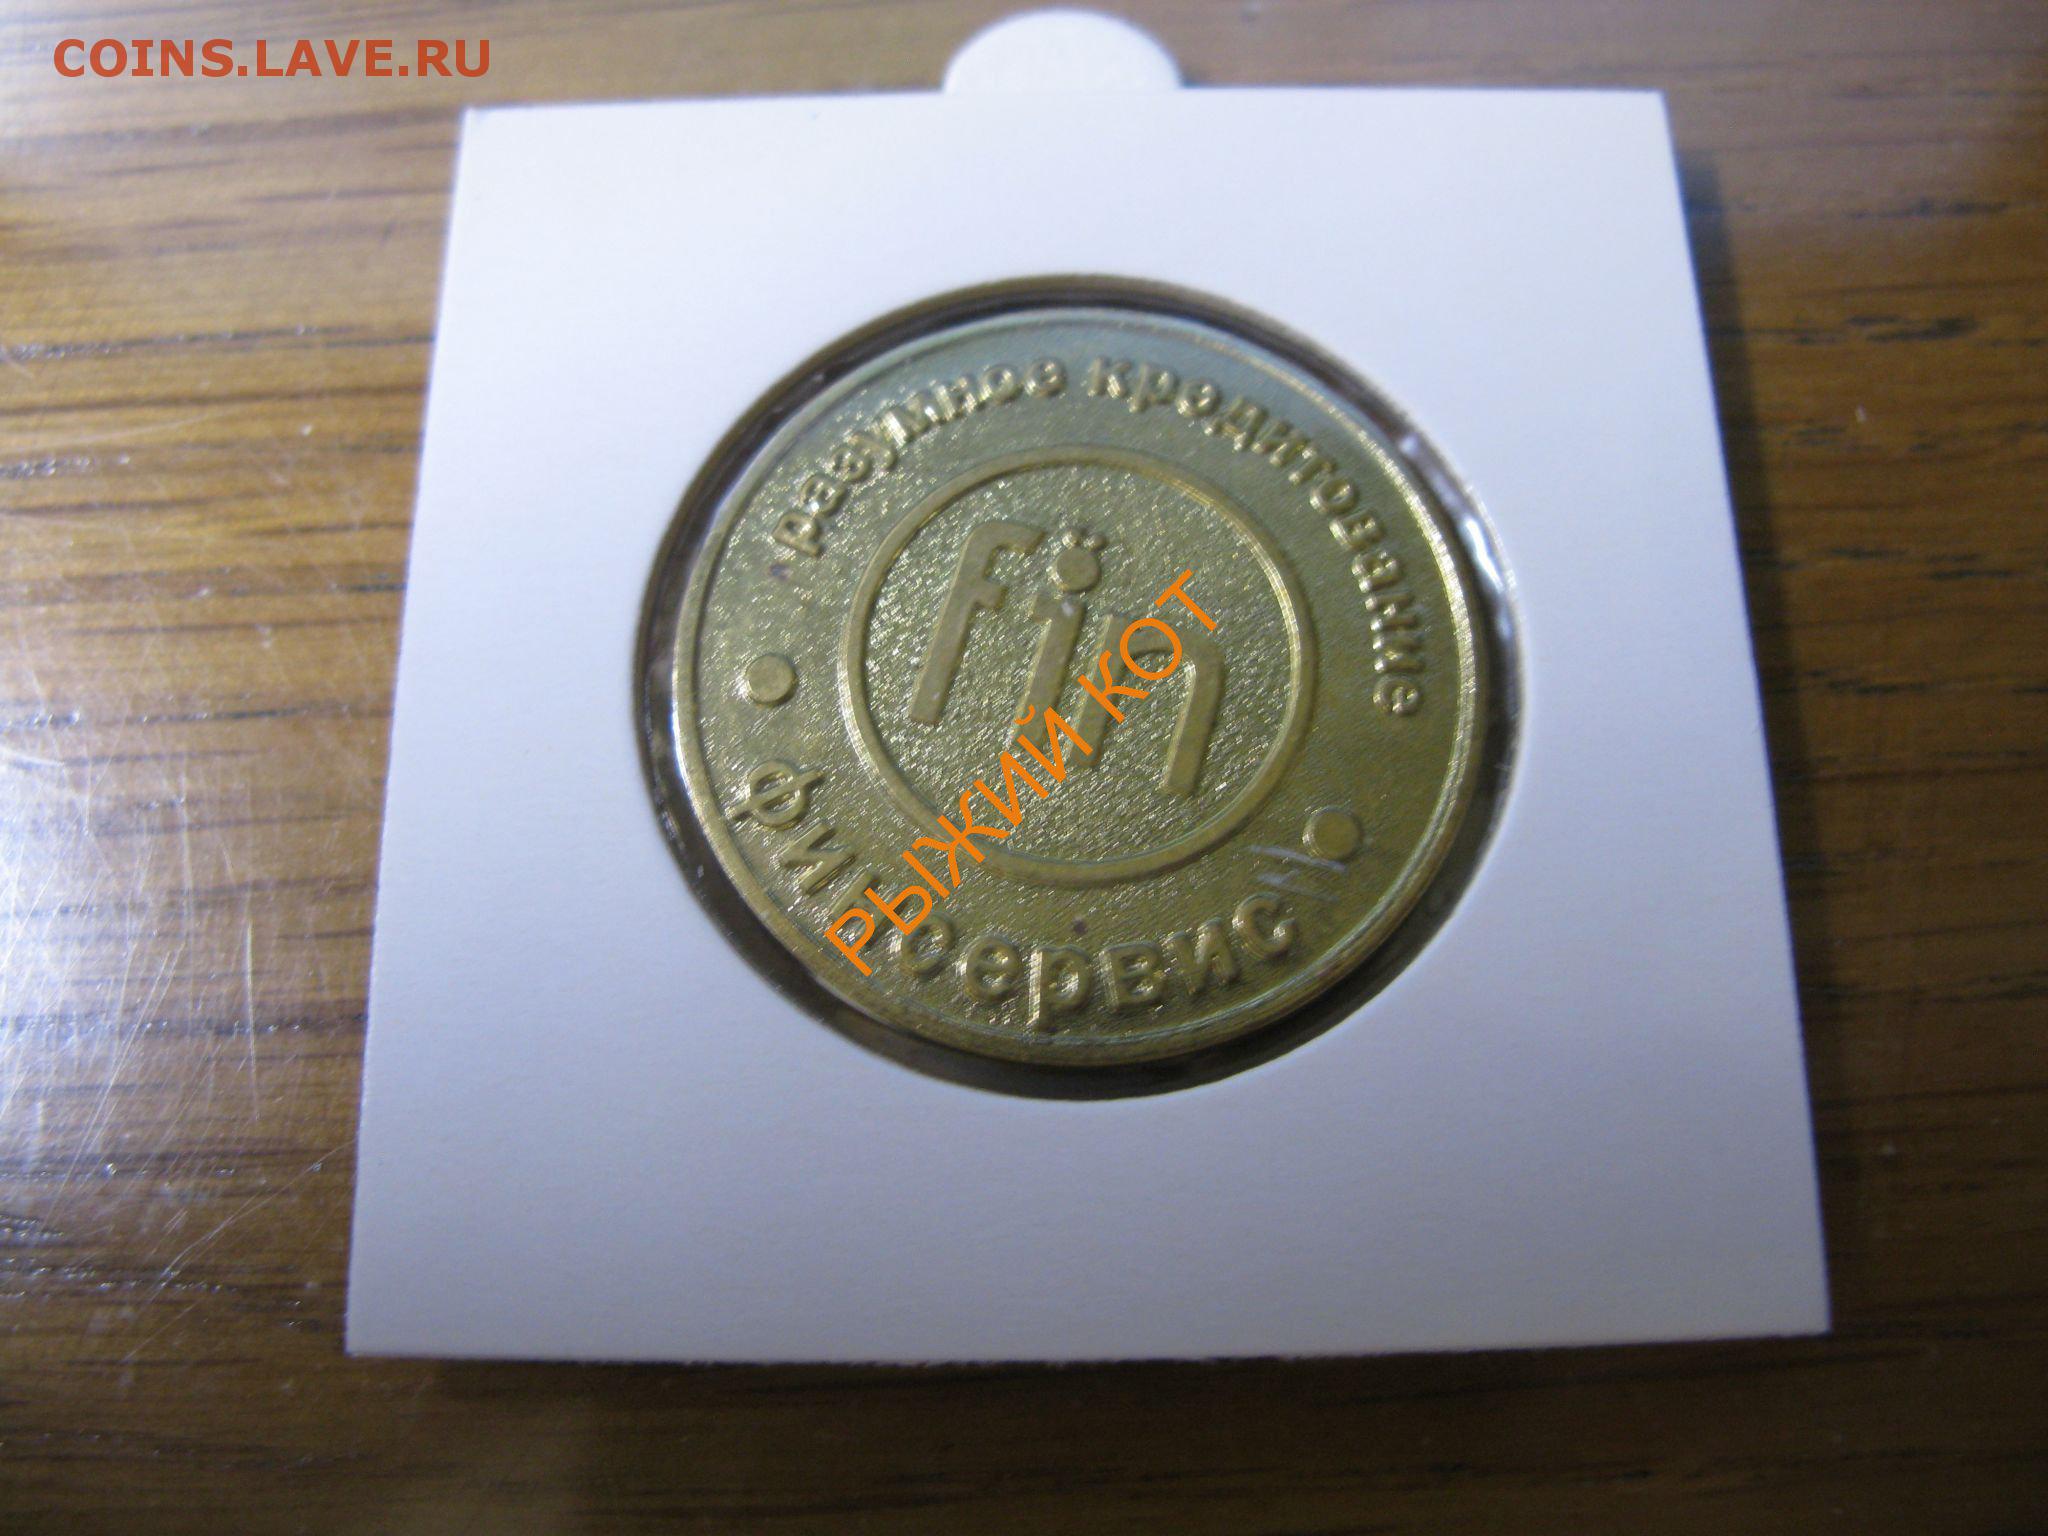 COINS.LAVE.RU
разумное кредитование
fin
РЫЖИЙ КОТ
финсервис